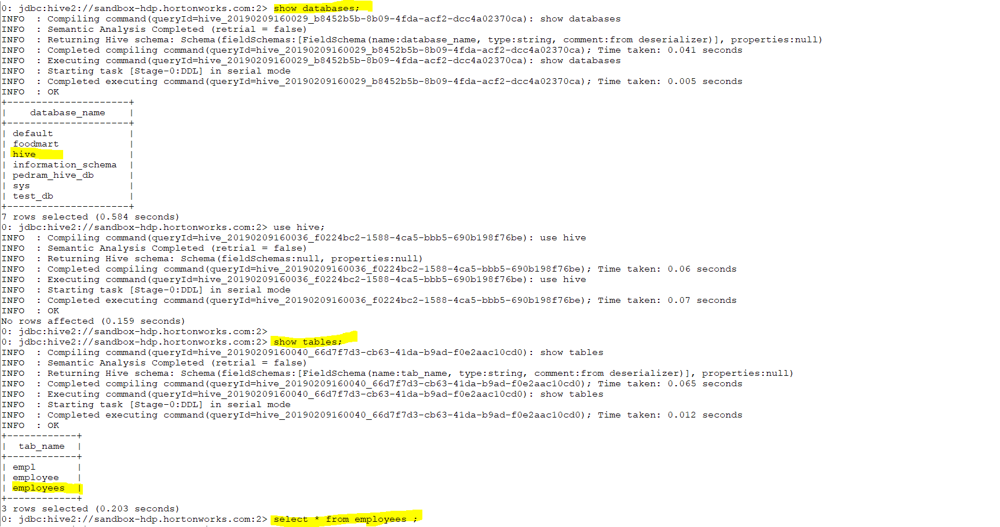 0: jdbc:hive2://sandbox-hdp.hortonworks.com:2> show databases;
INFO  : Compiling command(queryId=hive_20190209160029_b8452b5b-8b09-4fda-acf2-dcc4a02370ca): show databases
INFO  : Semantic Analysis Completed (retrial = false)
INFO  : Returning Hive schema: Schema(fieldSchemas:[FieldSchema(name:database_name, type:string, comment:from deserializer)], properties:null)
INFO  : Completed compiling command(queryId=hive_20190209160029_b8452b5b-8b09-4fda-acf2-dcc4a02370ca); Time taken: 0.041 seconds
INFO  : Executing command(queryId=hive_20190209160029_b8452b5b-8b09-4fda-acf2-dcc4a02370ca): show databases
INFO  : Starting task [Stage-0:DDL] in serial mode
INFO  : Completed executing command(queryId=hive_20190209160029_b8452b5b-8b09-4fda-acf2-dcc4a02370ca); Time taken: 0.005 seconds
INFO  : OK
+---------------------+
|    database_name    |
+---------------------+
| default             |
| foodmart            |
| hive                |
| information_schema  |
| pedram_hive_db      |
| sys                 |
| test_db             |
+---------------------+
7 rows selected (0.584 seconds)
0: jdbc:hive2://sandbox-hdp.hortonworks.com:2> use hive;
INFO  : Compiling command(queryId=hive_20190209160036_f0224bc2-1588-4ca5-bbb5-690b198f76be): use hive
INFO  : Semantic Analysis Completed (retrial = false)
INFO  : Returning Hive schema: Schema(fieldSchemas:null, properties:null)
INFO  : Completed compiling command(queryId=hive_20190209160036_f0224bc2-1588-4ca5-bbb5-690b198f76be); Time taken: 0.06 seconds
INFO  : Executing command(queryId=hive_20190209160036_f0224bc2-1588-4ca5-bbb5-690b198f76be): use hive
INFO  : Starting task [Stage-0:DDL] in serial mode
INFO  : Completed executing command(queryId=hive_20190209160036_f0224bc2-1588-4ca5-bbb5-690b198f76be); Time taken: 0.07 seconds
INFO  : OK
No rows affected (0.159 seconds)
0: jdbc:hive2://sandbox-hdp.hortonworks.com:2>
0: jdbc:hive2://sandbox-hdp.hortonworks.com:2> show tables;
INFO  : Compiling command(queryId=hive_20190209160040_66d7f7d3-cb63-41da-b9ad-f0e2aac10cd0): show tables
INFO  : Semantic Analysis Completed (retrial = false)
INFO  : Returning Hive schema: Schema(fieldSchemas:[FieldSchema(name:tab_name, type:string, comment:from deserializer)], properties:null)
INFO  : Completed compiling command(queryId=hive_20190209160040_66d7f7d3-cb63-41da-b9ad-f0e2aac10cd0); Time taken: 0.065 seconds
INFO  : Executing command(queryId=hive_20190209160040_66d7f7d3-cb63-41da-b9ad-f0e2aac10cd0): show tables
INFO  : Starting task [Stage-0:DDL] in serial mode
INFO  : Completed executing command(queryId=hive_20190209160040_66d7f7d3-cb63-41da-b9ad-f0e2aac10cd0); Time taken: 0.012 seconds
INFO  : OK
+------------+
|  tab_name  |
+------------+
| empl       |
| employee   |
| employees  |
+------------+
3 rows selected (0.203 seconds)
0: jdbc:hive2://sandbox-hdp.hortonworks.com:2> select * from employees ;